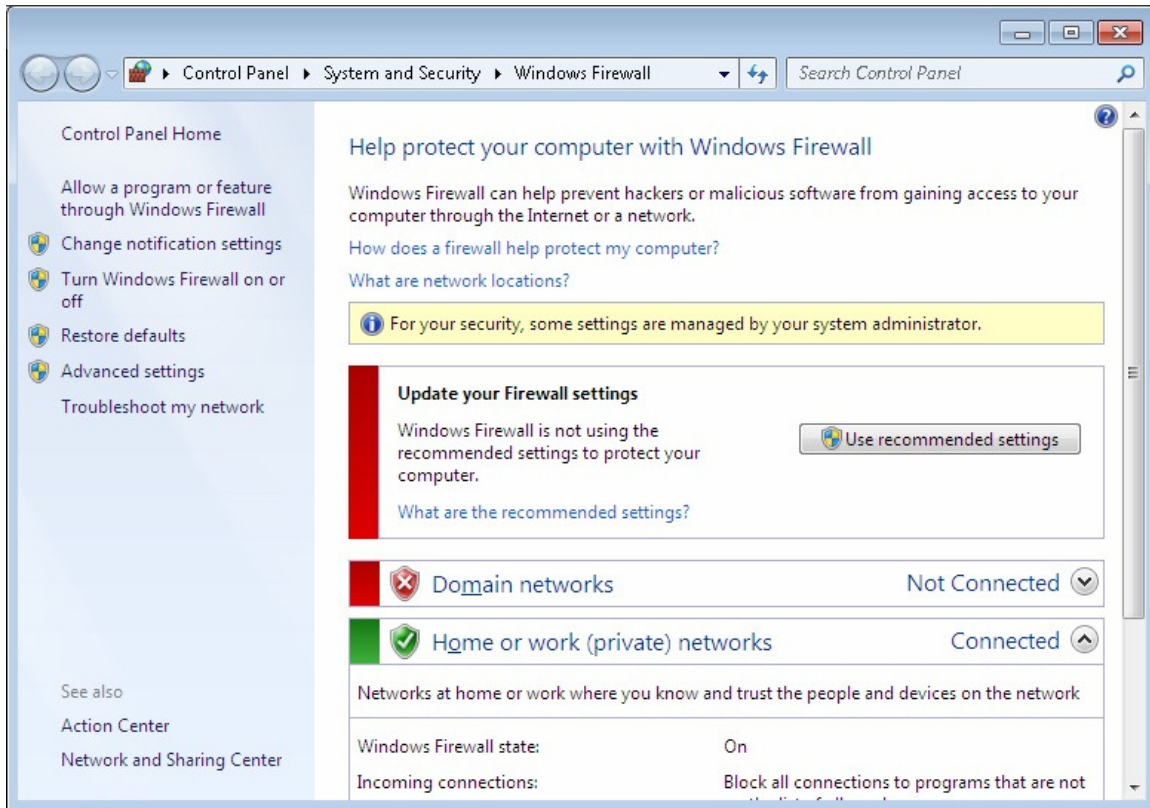 Control Panel
System and Security
Windows Firewall
Search Control Panel
Control Panel Home
Allow a program or feature
through Windows Firewall
Change notification settings
Turn Windows Firewall on or
off
Restore defaults
Advanced settings
Troubleshoot my network
See also
Action Center
Network and Sharing Center
Help protect your computer with Windows Firewall
Windows Firewall can help prevent hackers or malicious software from gaining access to your
computer through the Internet or a network.
How does a firewall help protect my computer?
What are network locations?
For your security, some settings are managed by your system administrator.
Update your Firewall settings
Windows Firewall is not using the
recommended settings to protect your
computer.
What are the recommended settings?
Use recommended settings
Domain networks
Not Connected
Home or work (private) networks
Connected
Networks at home or work where you know and trust the people and devices on the network
Windows Firewall state:
On
Incoming connections:
Block all connections to programs that are not